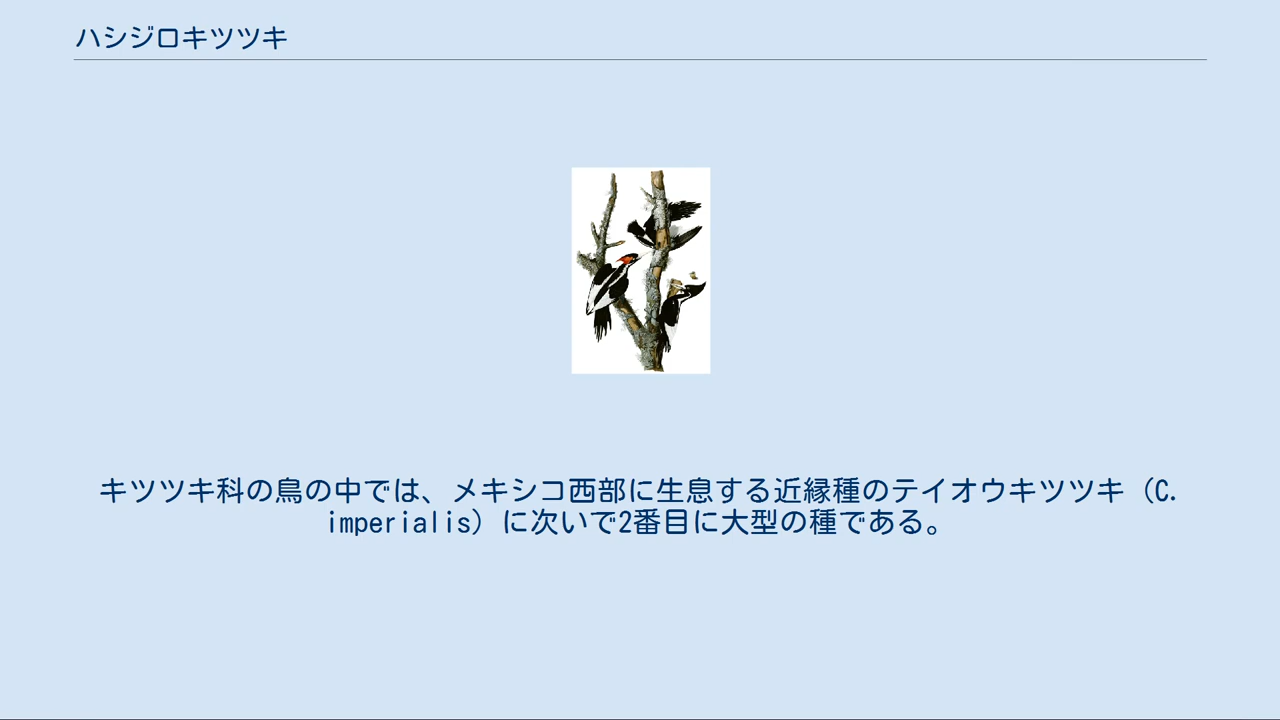 ハシジロキツツキ
キツツキ科の鳥の中では、メキシコ西部に生息する近縁種のテイオウキツツキ（C.
imperialis）に次いで2番目に大型の種である。